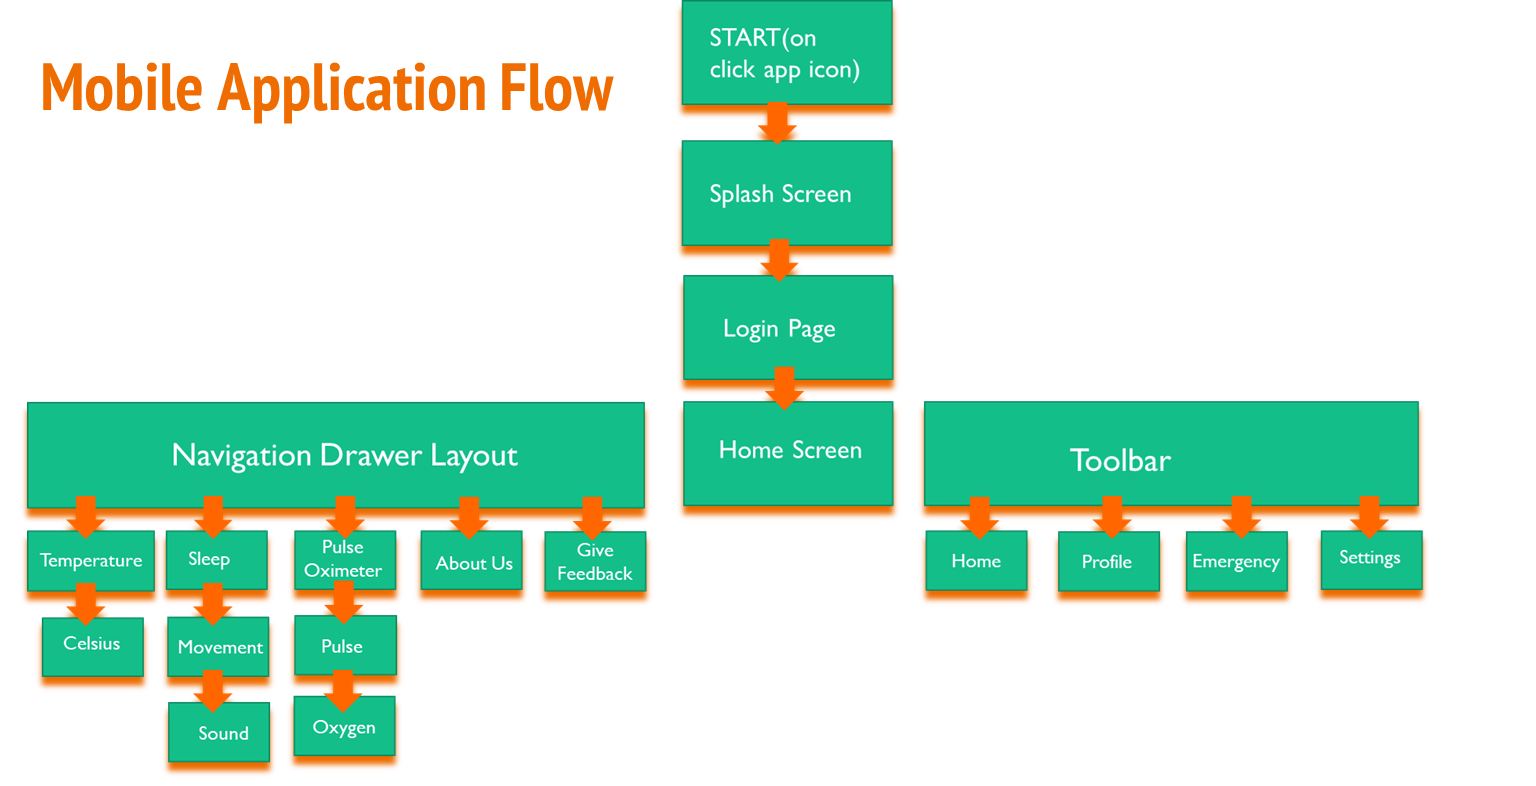 Mobile Application Flow
START(on
click app icon)
Splash Screen
Login Page
Home Screen
Navigation Drawer Layout
Temperature
Celsius
Sleep
Movement
Sound
Pulse
Oximeter
Pulse
Oxygen
About Us
Give
Feedback
Toolbar
Home
Profile
Emergency
Settings